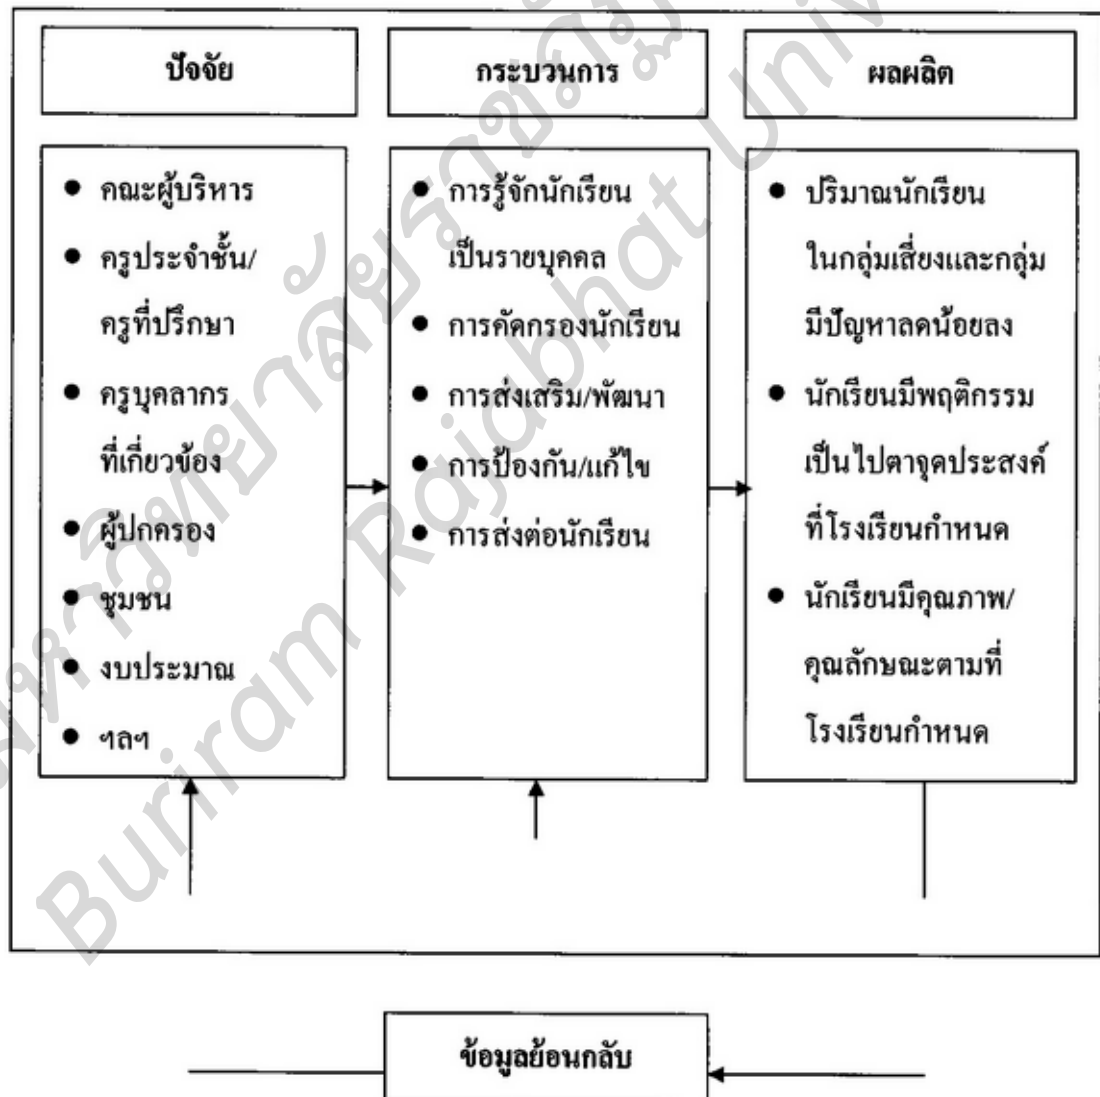 ปัจจัย
กระบวนการ
ผลผลิต
● คณะผู้บริหาร
● ครูประจำชั้น/
ครูที่ปรึกษา
● ครูบุคลากร
ที่เกี่ยวข้อง
● ผู้ปกครอง
● ชุมชน
● งบประมาณ
● ฯลฯ
● การรู้จักนักเรียน
เป็นรายบุคคล
● การคัดกรองนักเรียน
● การส่งเสริม/พัฒนา
● การป้องกัน/แก้ไข
● การส่งต่อนักเรียน
● ปริมาณนักเรียน
ในกลุ่มเสี่ยงและกลุ่ม
มีปัญหาลดน้อยลง
● นักเรียนมีพฤติกรรม
เป็นไปตาจุดประสงค์
ที่โรงเรียนกำหนด
● นักเรียนมีคุณภาพ/
คุณลักษณะตามที่
โรงเรียนกำหนด
ข้อมูลย้อนกลับ
Buriram Rajabhat